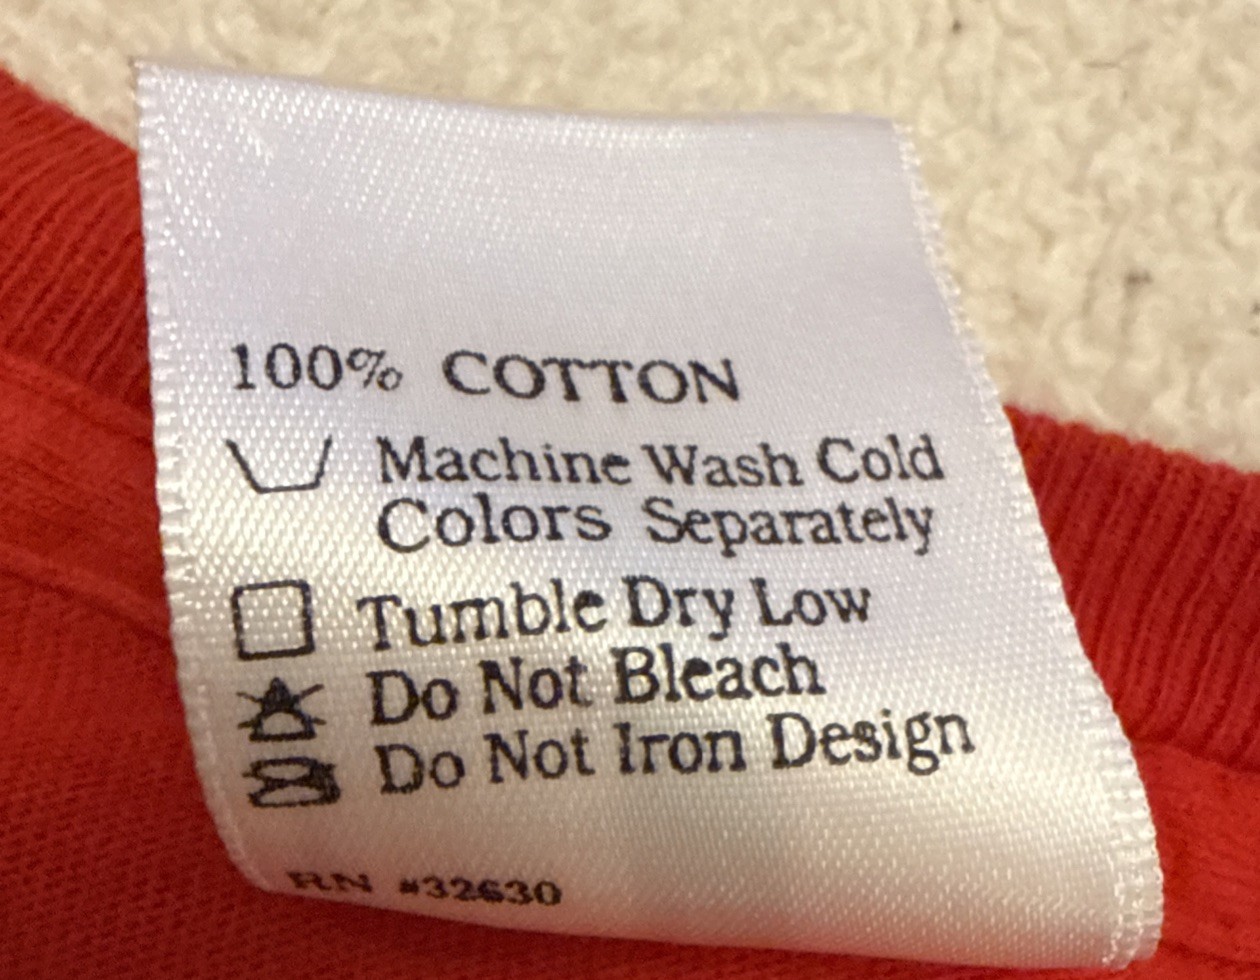 100% COTTON
Machine Wash Cold
Colors Separately
Tumble Dry Low
Do Not Bleach
Do Not Iron Design
RN #32630